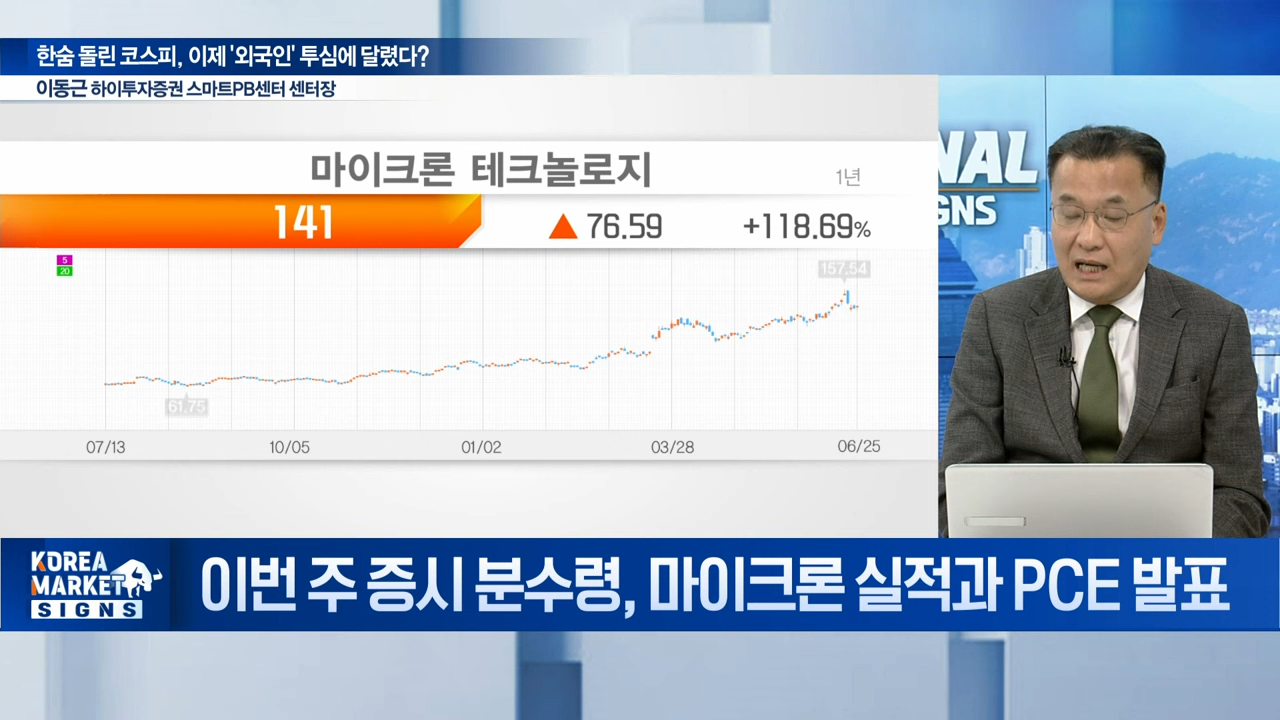 한숨 돌린 코스피, 이제 '외국인' 투심에 달렸다?
이동근 하이투자증권 스마트PB센터 센터장
마이크론 테크놀로지
1년
141 ▲ 76.59 +118.69%
5
20
157.54
61.75
07/13 10/05 01/02 03/28 06/25
NAL
GNS
KOREA
MARKET
SIGNS
이번 주 증시 분수령, 마이크론 실적과 PCE 발표